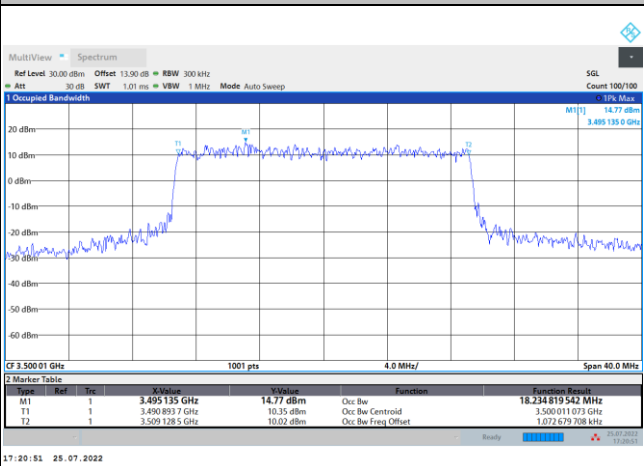 MultiView Spectrum
Ref Level 30.00 dBm Offset 13.90 dB RBW 300 kHz SGL
Att 30 dB SWT 1.01 ms VBW 1 MHz Mode Auto Sweep Count 100/100
1 Occupied Bandwidth 1Pk Max
M1[1] 14.77 dBm
3.495 135 0 GHz
20 dBm
M1
T1 T2
10 dBm
0 dBm
-10 dBm
-20 dBm
-30 dBm
-40 dBm
-50 dBm
-60 dBm
CF 3.500 01 GHz 1001 pts 4.0 MHz/ Span 40.0 MHz
2 Marker Table
Type Ref Trc X-Value Y-Value Function Function Result
M1 1 3.495 135 GHz 14.77 dBm Occ Bw 18.234 819 542 MHz
T1 1 3.490 893 7 GHz 10.35 dBm Occ Bw Centroid 3.500 011 073 GHz
T2 1 3.509 128 5 GHz 10.02 dBm Occ Bw Freq Offset 1.072 679 708 kHz
Ready 25.07.2022
17:20:51
17:20:51 25.07.2022